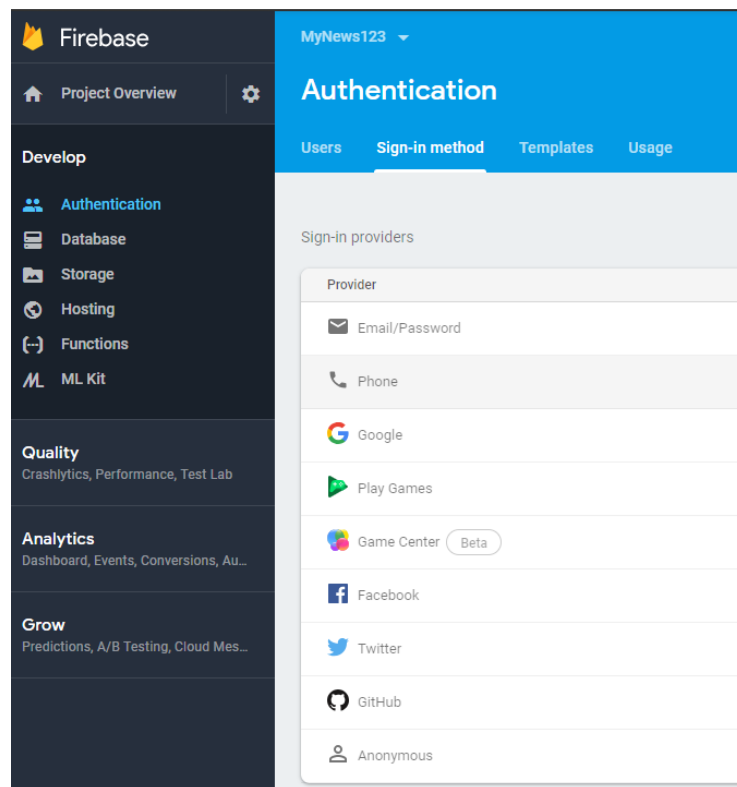 Firebase
Project Overview
Develop
Authentication
Database
Storage
Hosting
Functions
ML Kit
Quality
Crashlytics, Performance, Test Lab
Analytics
Dashboard, Events, Conversions, Au...
Grow
Predictions, A/B Testing, Cloud Mes...
MyNews123
Authentication
Users Sign-in method Templates Usage
Sign-in providers
Provider
Email/Password
Phone
Google
Play Games
Game Center Beta
Facebook
Twitter
GitHub
Anonymous